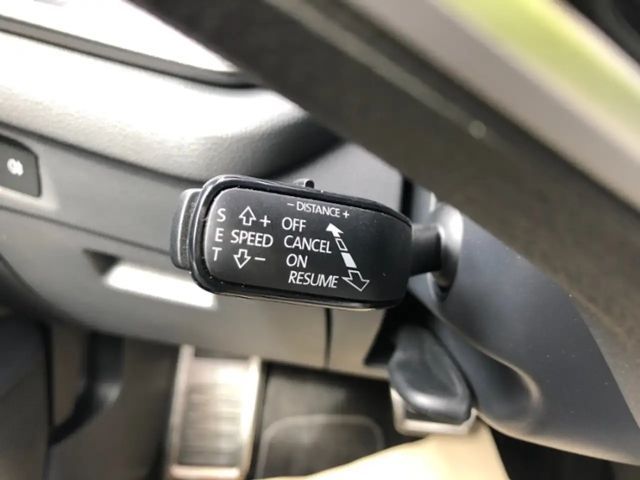 - DISTANCE +
S + OFF
E SPEED CANCEL
T - ON
RESUME